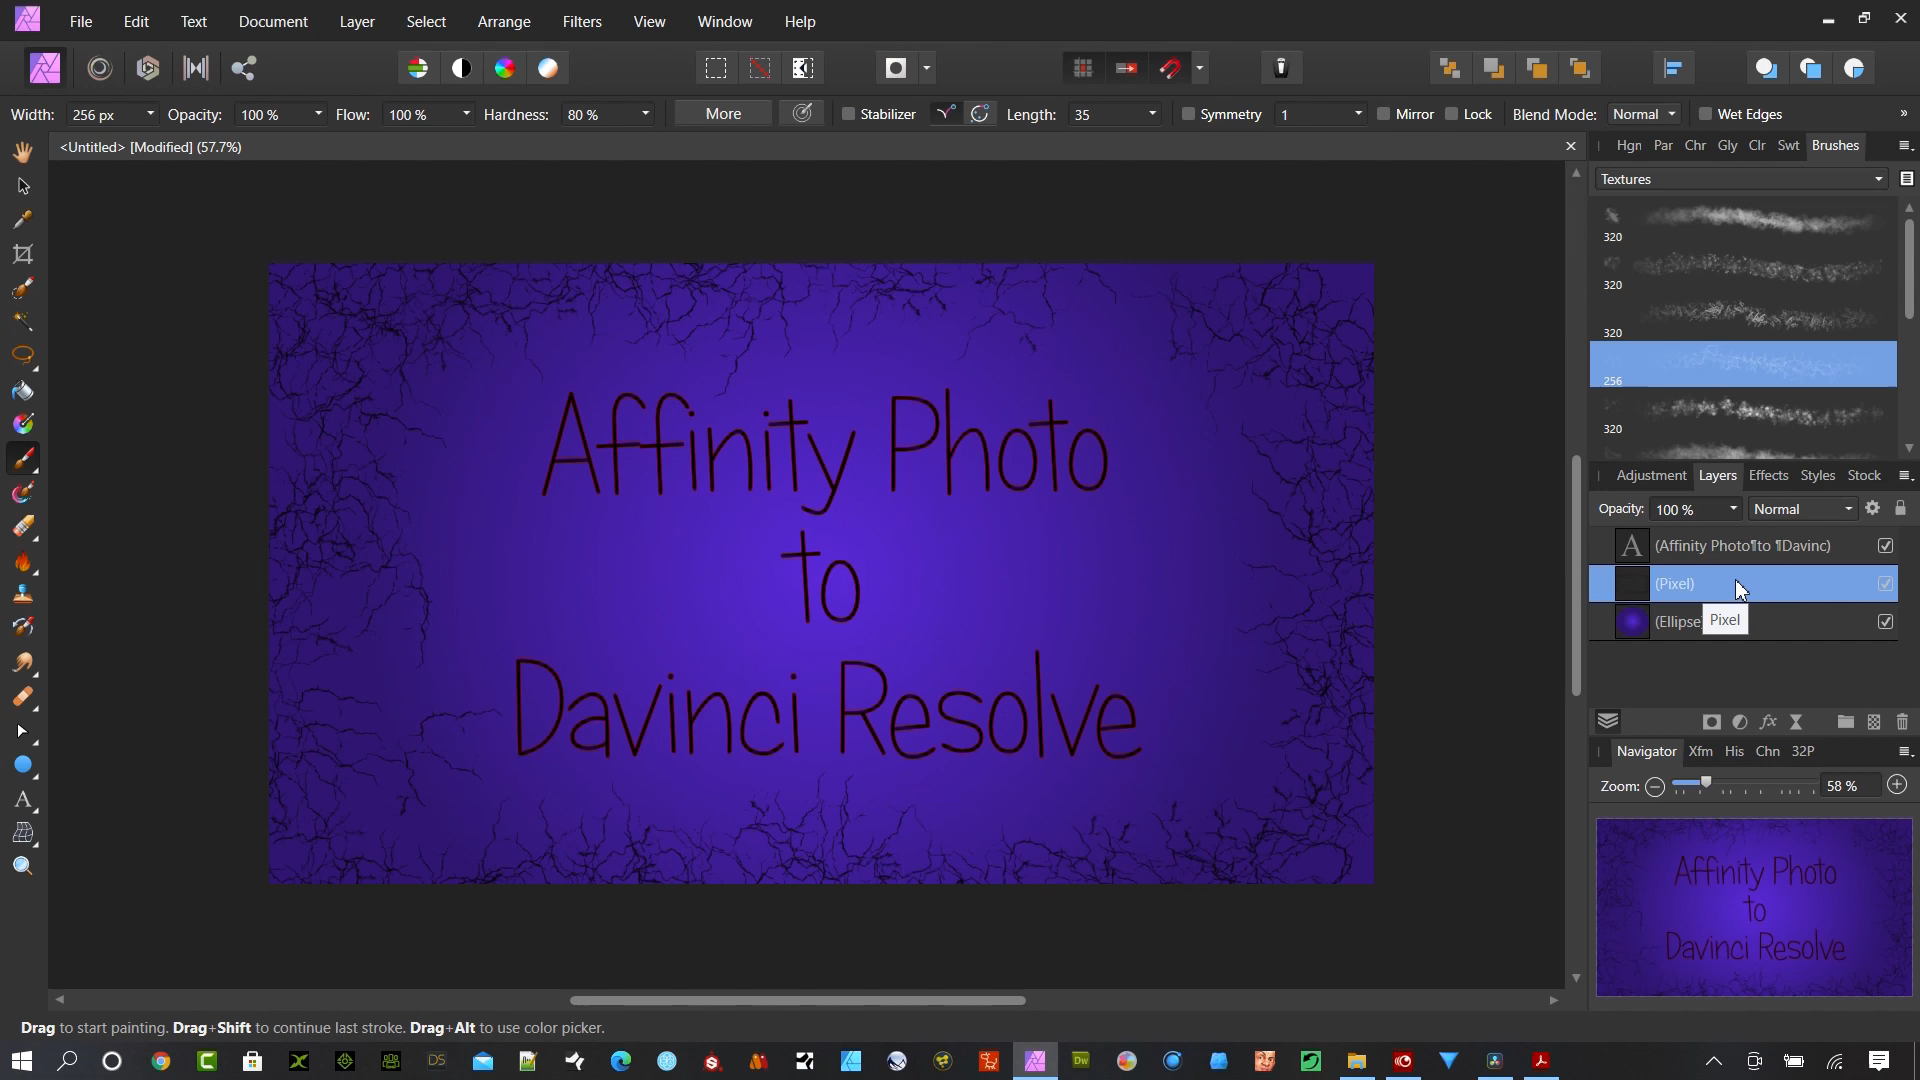 File Edit Text Document Layer Select Arrange Filters View Window Help
Width: 256 px Opacity: 100 % Flow: 100 % Hardness: 80 % More Stabilizer Length: 35 Symmetry 1 Mirror Lock Blend Mode: Normal Wet Edges »
<Untitled> [Modified] (57.7%)
Hgn Par Chr Gly Clr Swt Brushes
Textures
320
320
320
256
320
Affinity Photo
to
Davinci Resolve
Adjustment Layers Effects Styles Stock
Opacity: 100 % Normal
A (Affinity Photo¶to ¶Davinc)
(Pixel)
(Ellipse
Pixel
fx
Navigator Xfm His Chn 32P
Zoom: 58 %
Affinity Photo
to
Davinci Resolve
Drag to start painting. Drag+Shift to continue last stroke. Drag+Alt to use color picker.
DS
Dw